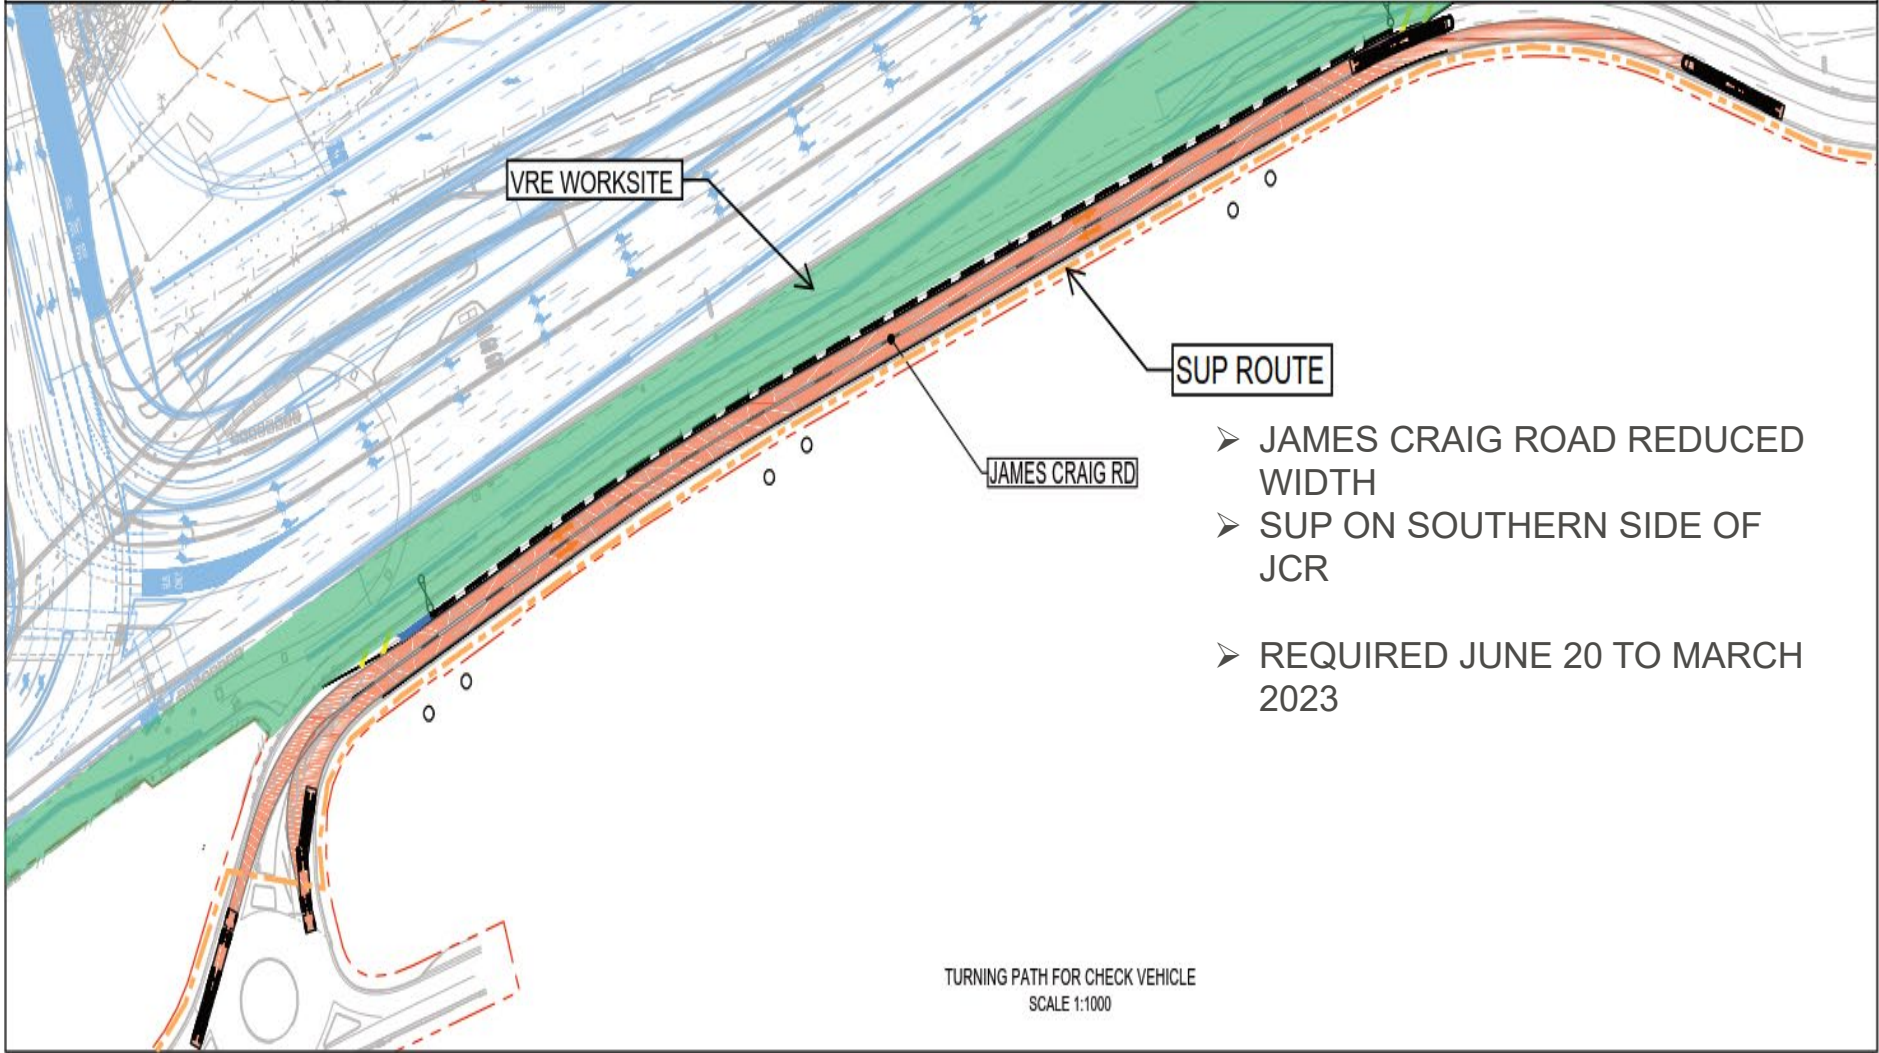 VRE WORKSITE
SUP ROUTE
➢ JAMES CRAIG ROAD REDUCED
WIDTH
➢ SUP ON SOUTHERN SIDE OF
JCR
JAMES CRAIG RD
➢ REQUIRED JUNE 20 TO MARCH
2023
TURNING PATH FOR CHECK VEHICLE
SCALE 1:1000